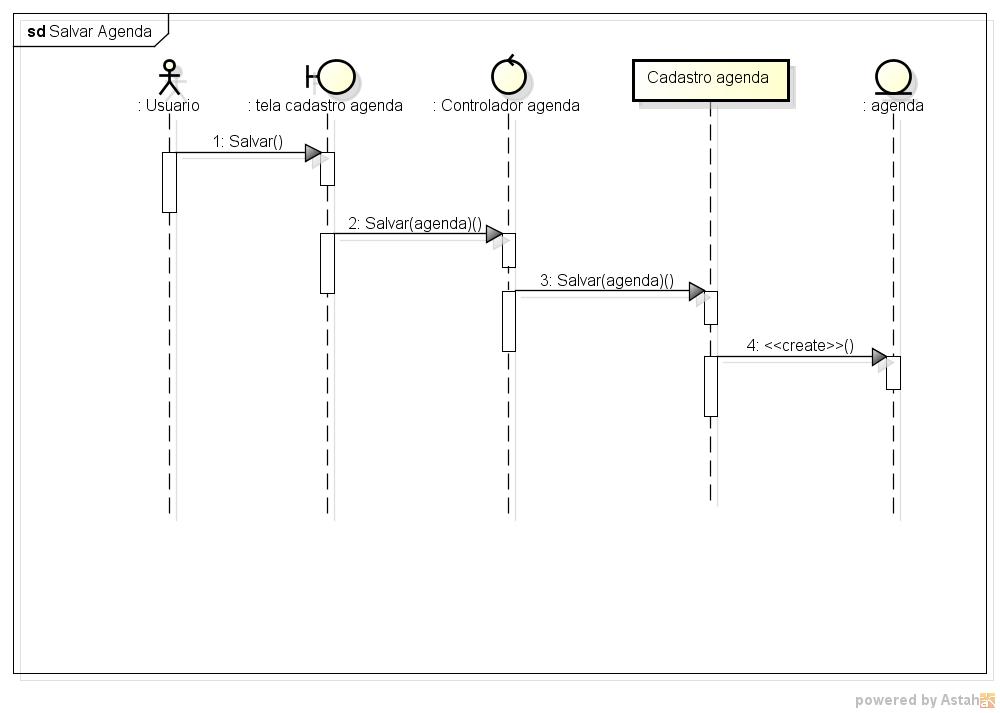 sd Salvar Agenda
: Usuario
: tela cadastro agenda
: Controlador agenda
Cadastro agenda
: agenda
1: Salvar()
2: Salvar(agenda)()
3: Salvar(agenda)()
4: <<create>>()
powered by Astah